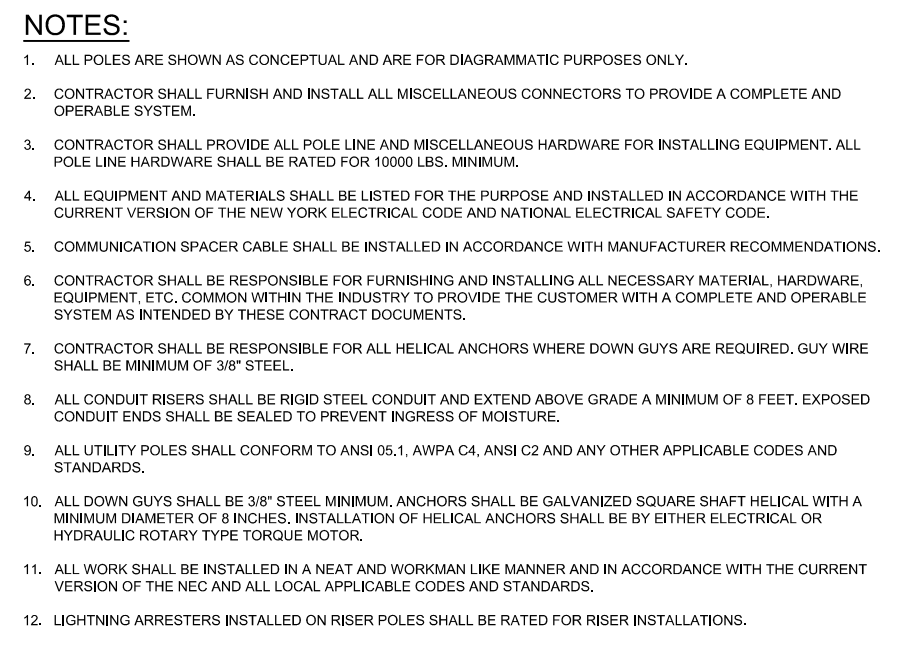 NOTES:
1. ALL POLES ARE SHOWN AS CONCEPTUAL AND ARE FOR DIAGRAMMATIC PURPOSES ONLY.
2. CONTRACTOR SHALL FURNISH AND INSTALL ALL MISCELLANEOUS CONNECTORS TO PROVIDE A COMPLETE AND
OPERABLE SYSTEM.
3. CONTRACTOR SHALL PROVIDE ALL POLE LINE AND MISCELLANEOUS HARDWARE FOR INSTALLING EQUIPMENT. ALL
POLE LINE HARDWARE SHALL BE RATED FOR 10000 LBS. MINIMUM.
4. ALL EQUIPMENT AND MATERIALS SHALL BE LISTED FOR THE PURPOSE AND INSTALLED IN ACCORDANCE WITH THE
CURRENT VERSION OF THE NEW YORK ELECTRICAL CODE AND NATIONAL ELECTRICAL SAFETY CODE.
5. COMMUNICATION SPACER CABLE SHALL BE INSTALLED IN ACCORDANCE WITH MANUFACTURER RECOMMENDATIONS.
6. CONTRACTOR SHALL BE RESPONSIBLE FOR FURNISHING AND INSTALLING ALL NECESSARY MATERIAL, HARDWARE,
EQUIPMENT, ETC. COMMON WITHIN THE INDUSTRY TO PROVIDE THE CUSTOMER WITH A COMPLETE AND OPERABLE
SYSTEM AS INTENDED BY THESE CONTRACT DOCUMENTS.
7. CONTRACTOR SHALL BE RESPONSIBLE FOR ALL HELICAL ANCHORS WHERE DOWN GUYS ARE REQUIRED. GUY WIRE
SHALL BE MINIMUM OF 3/8" STEEL.
8. ALL CONDUIT RISERS SHALL BE RIGID STEEL CONDUIT AND EXTEND ABOVE GRADE A MINIMUM OF 8 FEET. EXPOSED
CONDUIT ENDS SHALL BE SEALED TO PREVENT INGRESS OF MOISTURE.
9. ALL UTILITY POLES SHALL CONFORM TO ANSI 05.1, AWPA C4, ANSI C2 AND ANY OTHER APPLICABLE CODES AND
STANDARDS.
10. ALL DOWN GUYS SHALL BE 3/8" STEEL MINIMUM. ANCHORS SHALL BE GALVANIZED SQUARE SHAFT HELICAL WITH A
MINIMUM DIAMETER OF 8 INCHES. INSTALLATION OF HELICAL ANCHORS SHALL BE BY EITHER ELECTRICAL OR
HYDRAULIC ROTARY TYPE TORQUE MOTOR.
11. ALL WORK SHALL BE INSTALLED IN A NEAT AND WORKMAN LIKE MANNER AND IN ACCORDANCE WITH THE CURRENT
VERSION OF THE NEC AND ALL LOCAL APPLICABLE CODES AND STANDARDS.
12. LIGHTNING ARRESTERS INSTALLED ON RISER POLES SHALL BE RATED FOR RISER INSTALLATIONS.